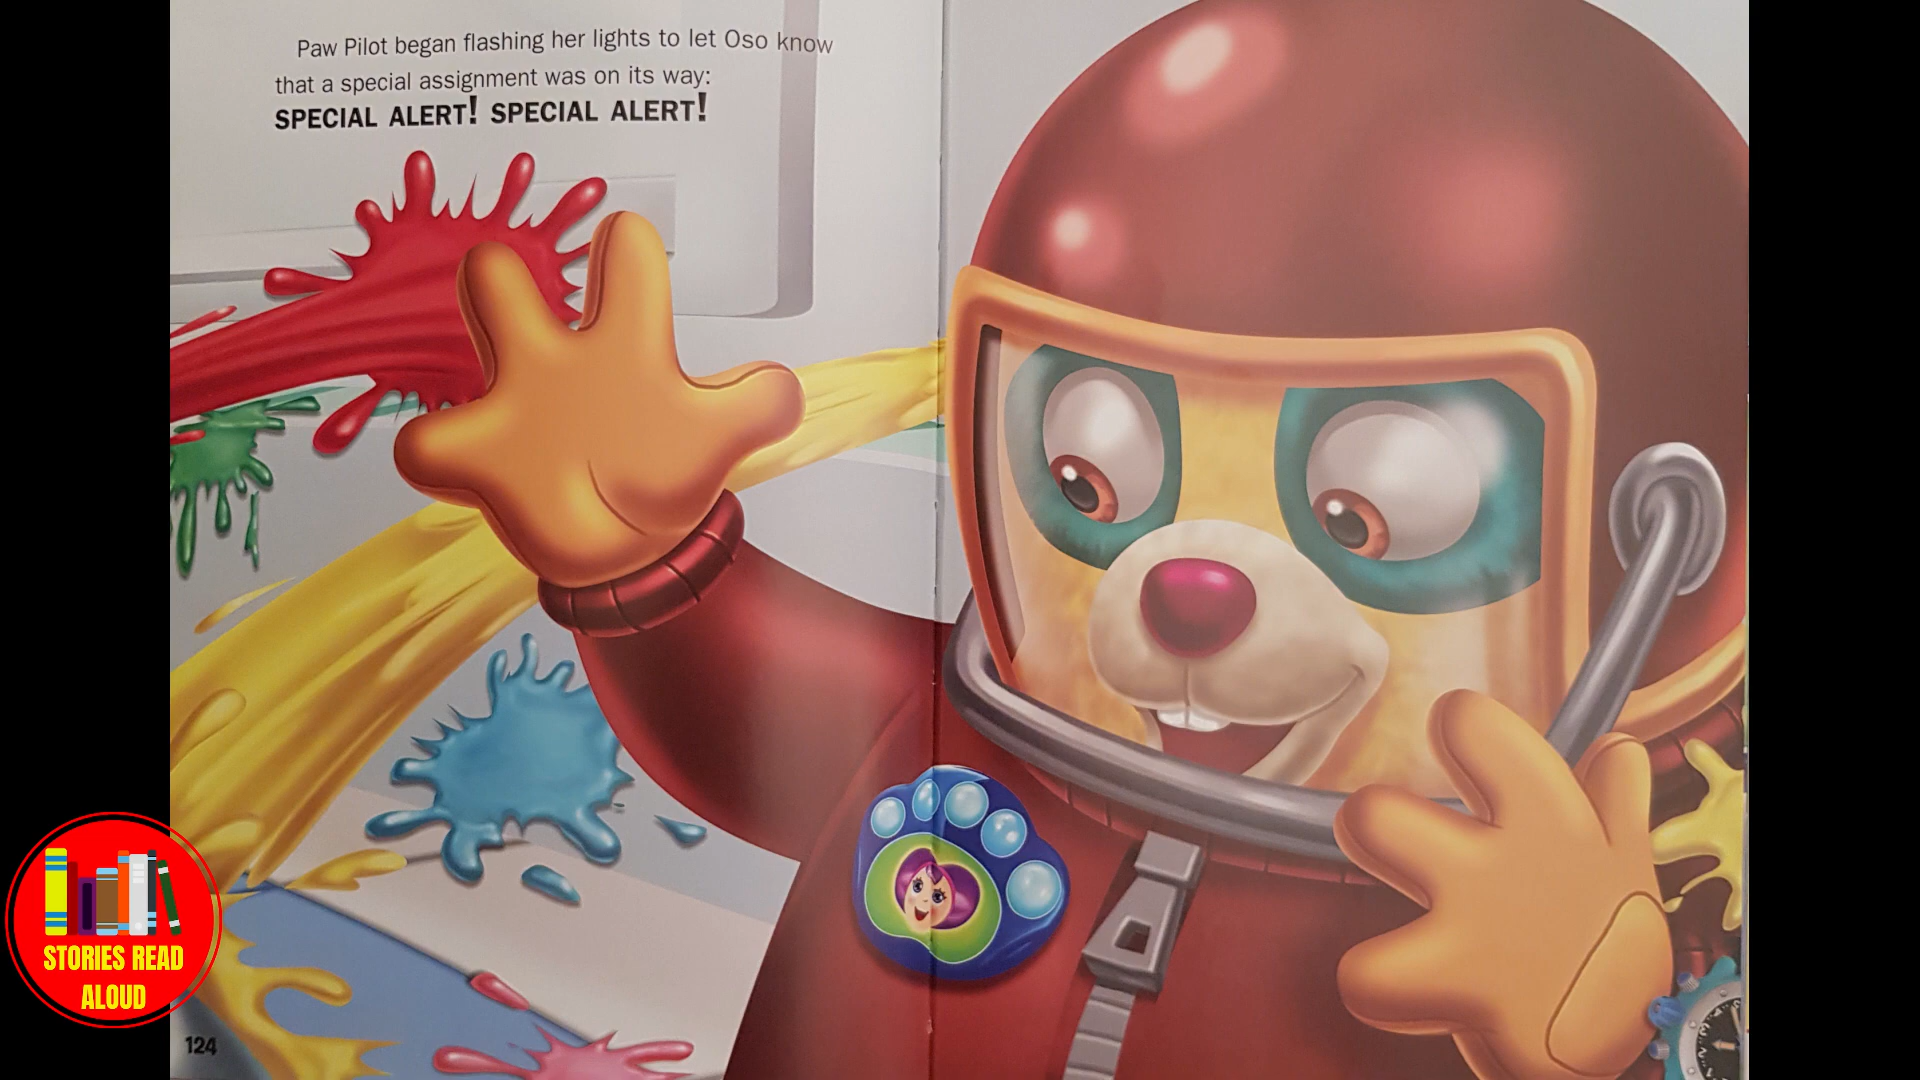 Paw Pilot began flashing her lights to let Oso know
that a special assignment was on its way:
SPECIAL ALERT! SPECIAL ALERT!
STORIES READ
ALOUD
124